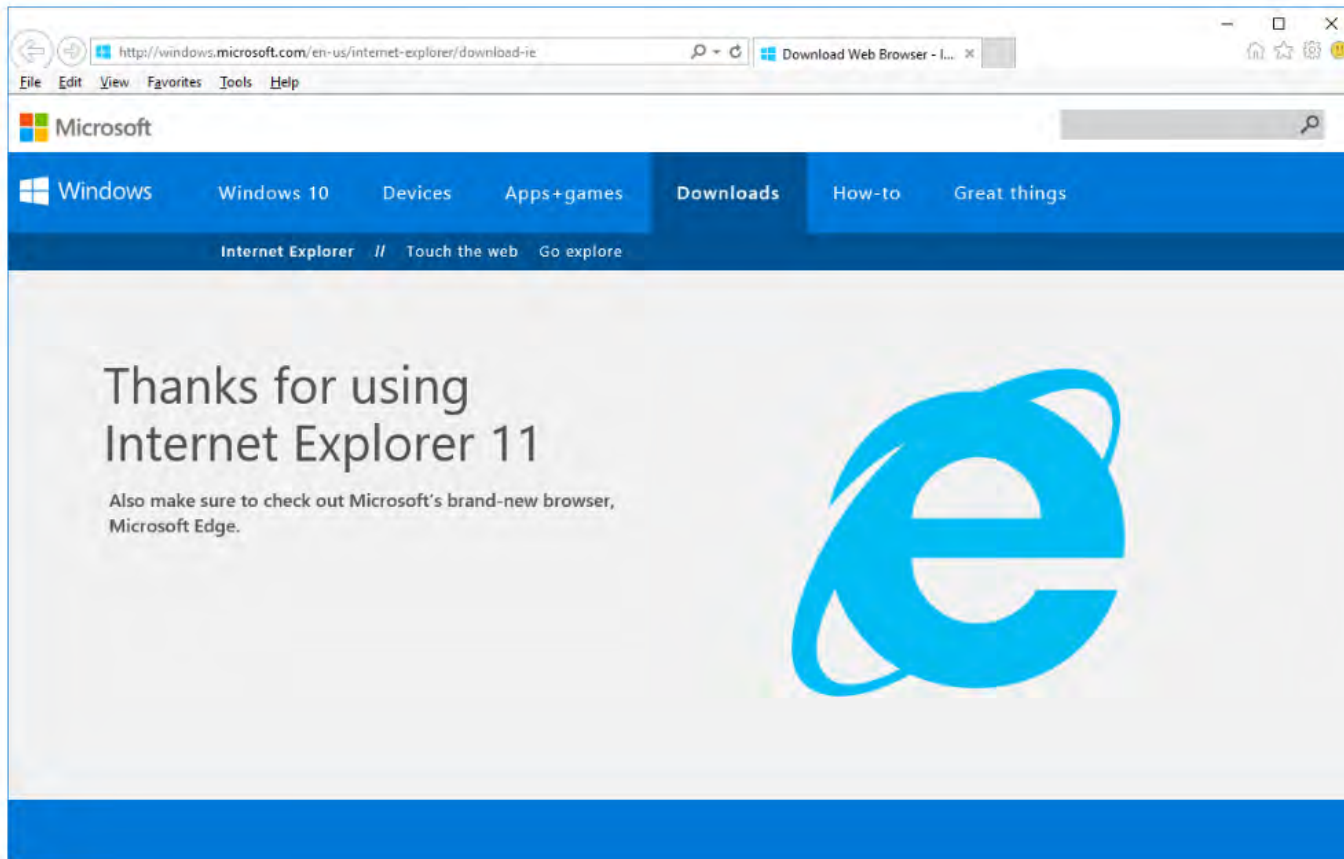 http://windows.microsoft.com/en-us/internet-explorer/download-ie
Download Web Browser - I...
File Edit View Favorites Tools Help
Microsoft
Windows Windows 10 Devices Apps+games Downloads How-to Great things
Internet Explorer // Touch the web Go explore
Thanks for using
Internet Explorer 11
Also make sure to check out Microsoft's brand-new browser,
Microsoft Edge.